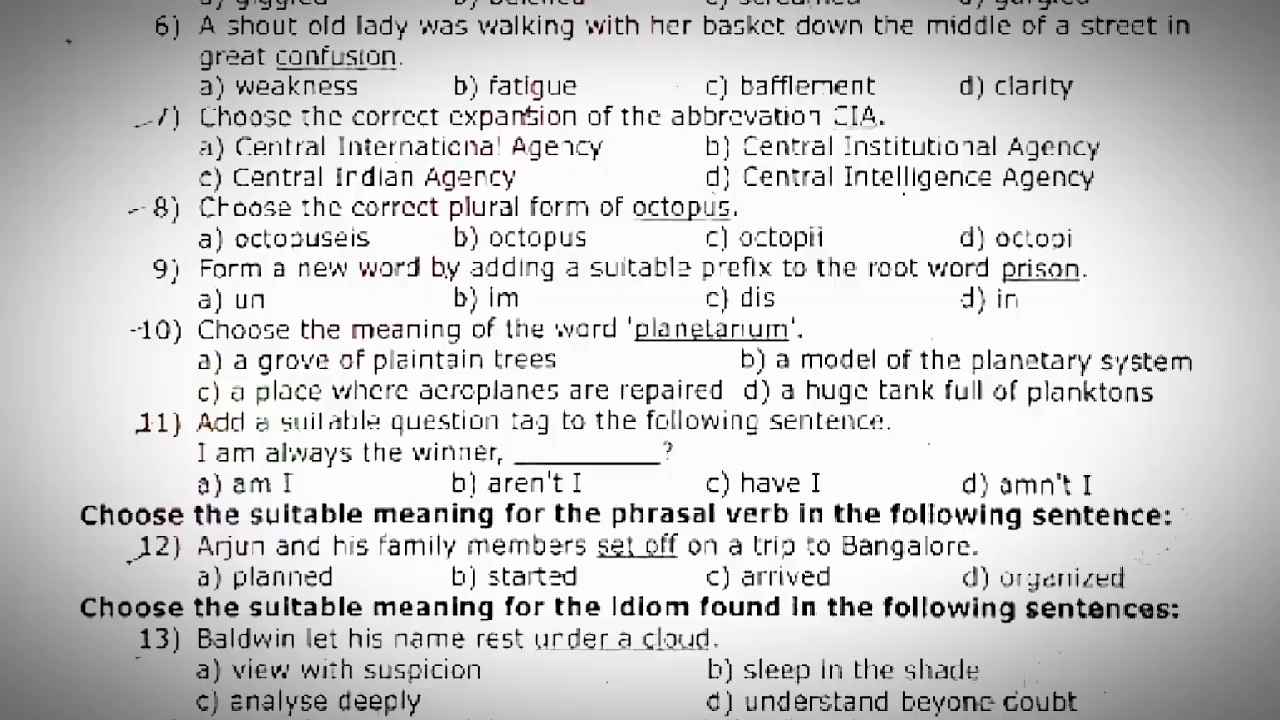 a) giggled b) belched c) screamed d) gurgled
6) A shout old lady was walking with her basket down the middle of a street in
great confusion.
a) weakness b) fatigue c) bafflement d) clarity
7) Choose the correct expansion of the abbrevation CIA.
a) Central International Agency b) Central Institutional Agency
c) Central Indian Agency d) Central Intelligence Agency
8) Choose the correct plural form of octopus.
a) octopuseis b) octopus c) octopii d) octopi
9) Form a new word by adding a suitable prefix to the root word prison.
a) un b) im c) dis d) in
10) Choose the meaning of the word 'planetarium'.
a) a grove of plaintain trees b) a model of the planetary system
c) a place where aeroplanes are repaired d) a huge tank full of planktons
11) Add a suitable question tag to the following sentence.
I am always the winner, __________?
a) am I b) aren't I c) have I d) amn't I
Choose the suitable meaning for the phrasal verb in the following sentence:
12) Arjun and his family members set off on a trip to Bangalore.
a) planned b) started c) arrived d) organized
Choose the suitable meaning for the idiom found in the following sentences:
13) Baldwin let his name rest under a cloud.
a) view with suspicion b) sleep in the shade
c) analyse deeply d) understand beyond doubt